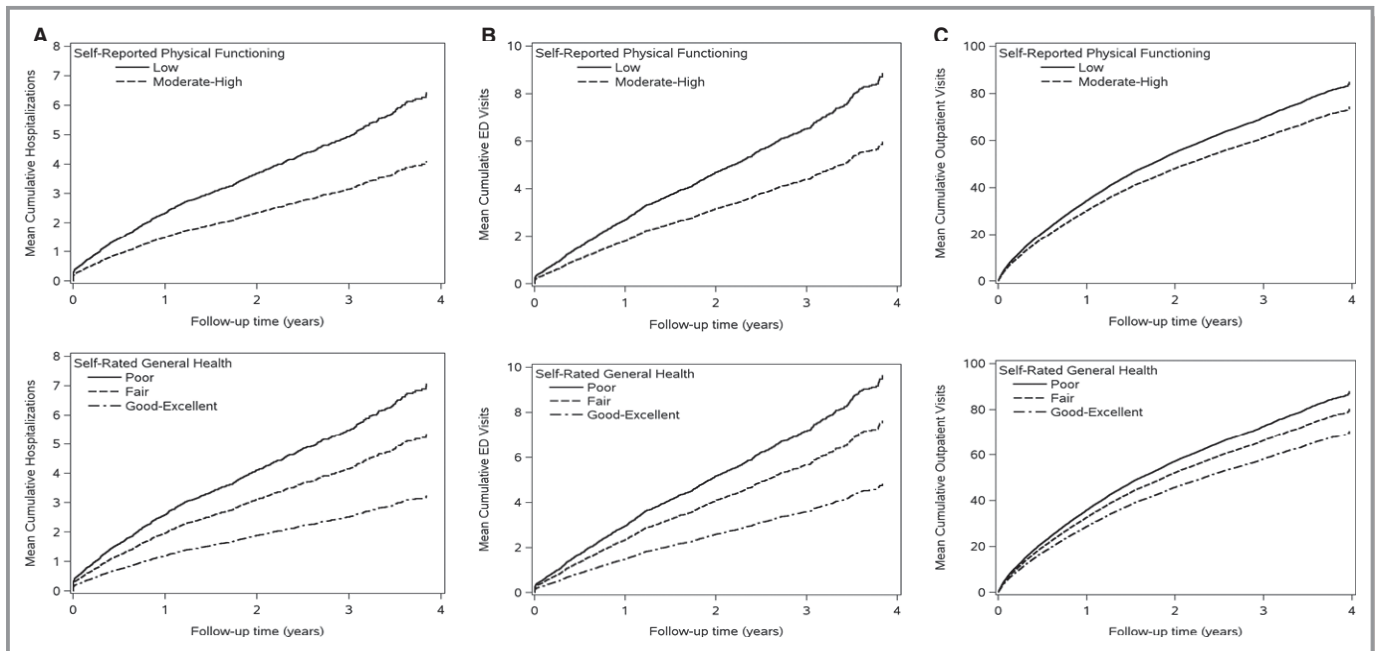 A
8
7
6
5
4
3
2
1
0
Mean Cumulative Hospitalizations
Self-Reported Physical Functioning
Low
Moderate-High
0 1 2 3 4
Follow-up time (years)
B
10
8
6
4
2
0
Mean Cumulative ED Visits
Self-Reported Physical Functioning
Low
Moderate-High
0 1 2 3 4
Follow-up time (years)
C
100
80
60
40
20
0
Mean Cumulative Outpatient Visits
Self-Reported Physical Functioning
Low
Moderate-High
0 1 2 3 4
Follow-up time (years)
8
7
6
5
4
3
2
1
0
Mean Cumulative Hospitalizations
Self-Rated General Health
Poor
Fair
Good-Excellent
0 1 2 3 4
Follow-up time (years)
10
8
6
4
2
0
Mean Cumulative ED Visits
Self-Rated General Health
Poor
Fair
Good-Excellent
0 1 2 3 4
Follow-up time (years)
100
80
60
40
20
0
Mean Cumulative Outpatient Visits
Self-Rated General Health
Poor
Fair
Good-Excellent
0 1 2 3 4
Follow-up time (years)